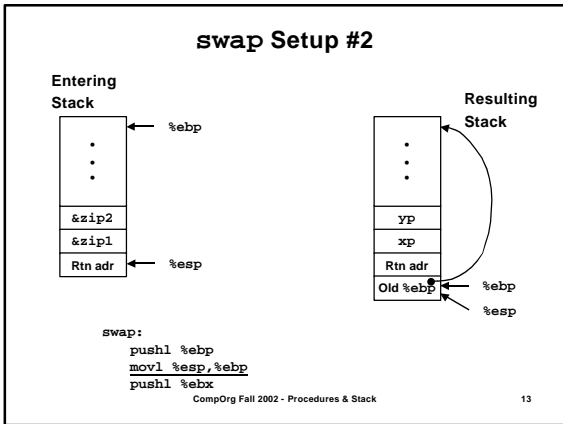 swap Setup #2
Entering
Stack
%ebp
&zip2
&zip1
Rtn adr
%esp
Resulting
Stack
yp
xp
Rtn adr
Old %ebp
%ebp
%esp
swap:
pushl %ebp
movl %esp,%ebp
pushl %ebx
CompOrg Fall 2002 - Procedures & Stack
13